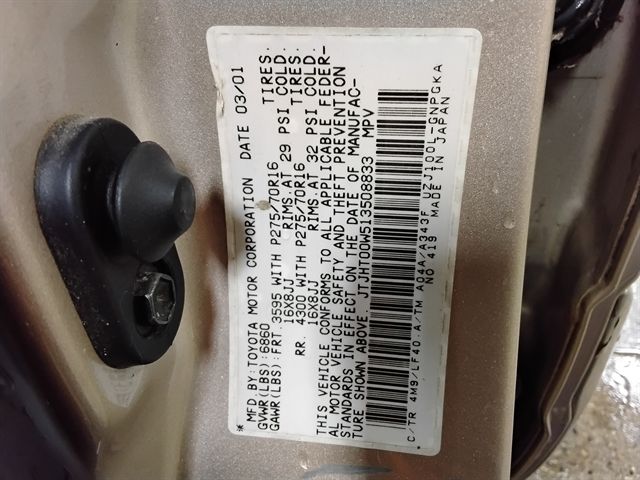 * MFD.BY:TOYOTA MOTOR CORPORATION DATE 03/01
GVWR(LBS):6860
GAWR(LBS):FRT.3595 WITH P275/70R16 TIRES,
16X8JJ RIMS.AT 29 PSI COLD.
RR. 4300 WITH P275/70R16 TIRES.
16X8JJ RIMS.AT 32 PSI COLD.
THIS VEHICLE CONFORMS TO ALL APPLICABLE FEDER-
AL MOTOR VEHICLE SAFETY AND THEFT PREVENTION
STANDARDS IN EFFECT ON THE DATE OF MANUFAC-
TURE SHOWN ABOVE. JTJHT00W513508833 MPV
C/TR 4M9/LF40 A/TM A04A/A343F UZJ100L-GNPGKA
NO 419 MADE IN JAPAN